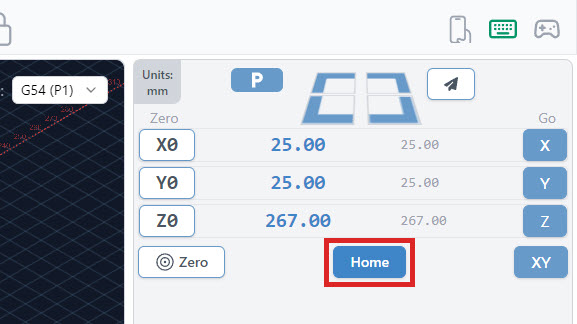 Units:
mm
P
: G54 (P1)
Zero
Go
X0 25.00 25.00 X
Y0 25.00 25.00 Y
Z0 267.00 267.00 Z
Zero Home XY